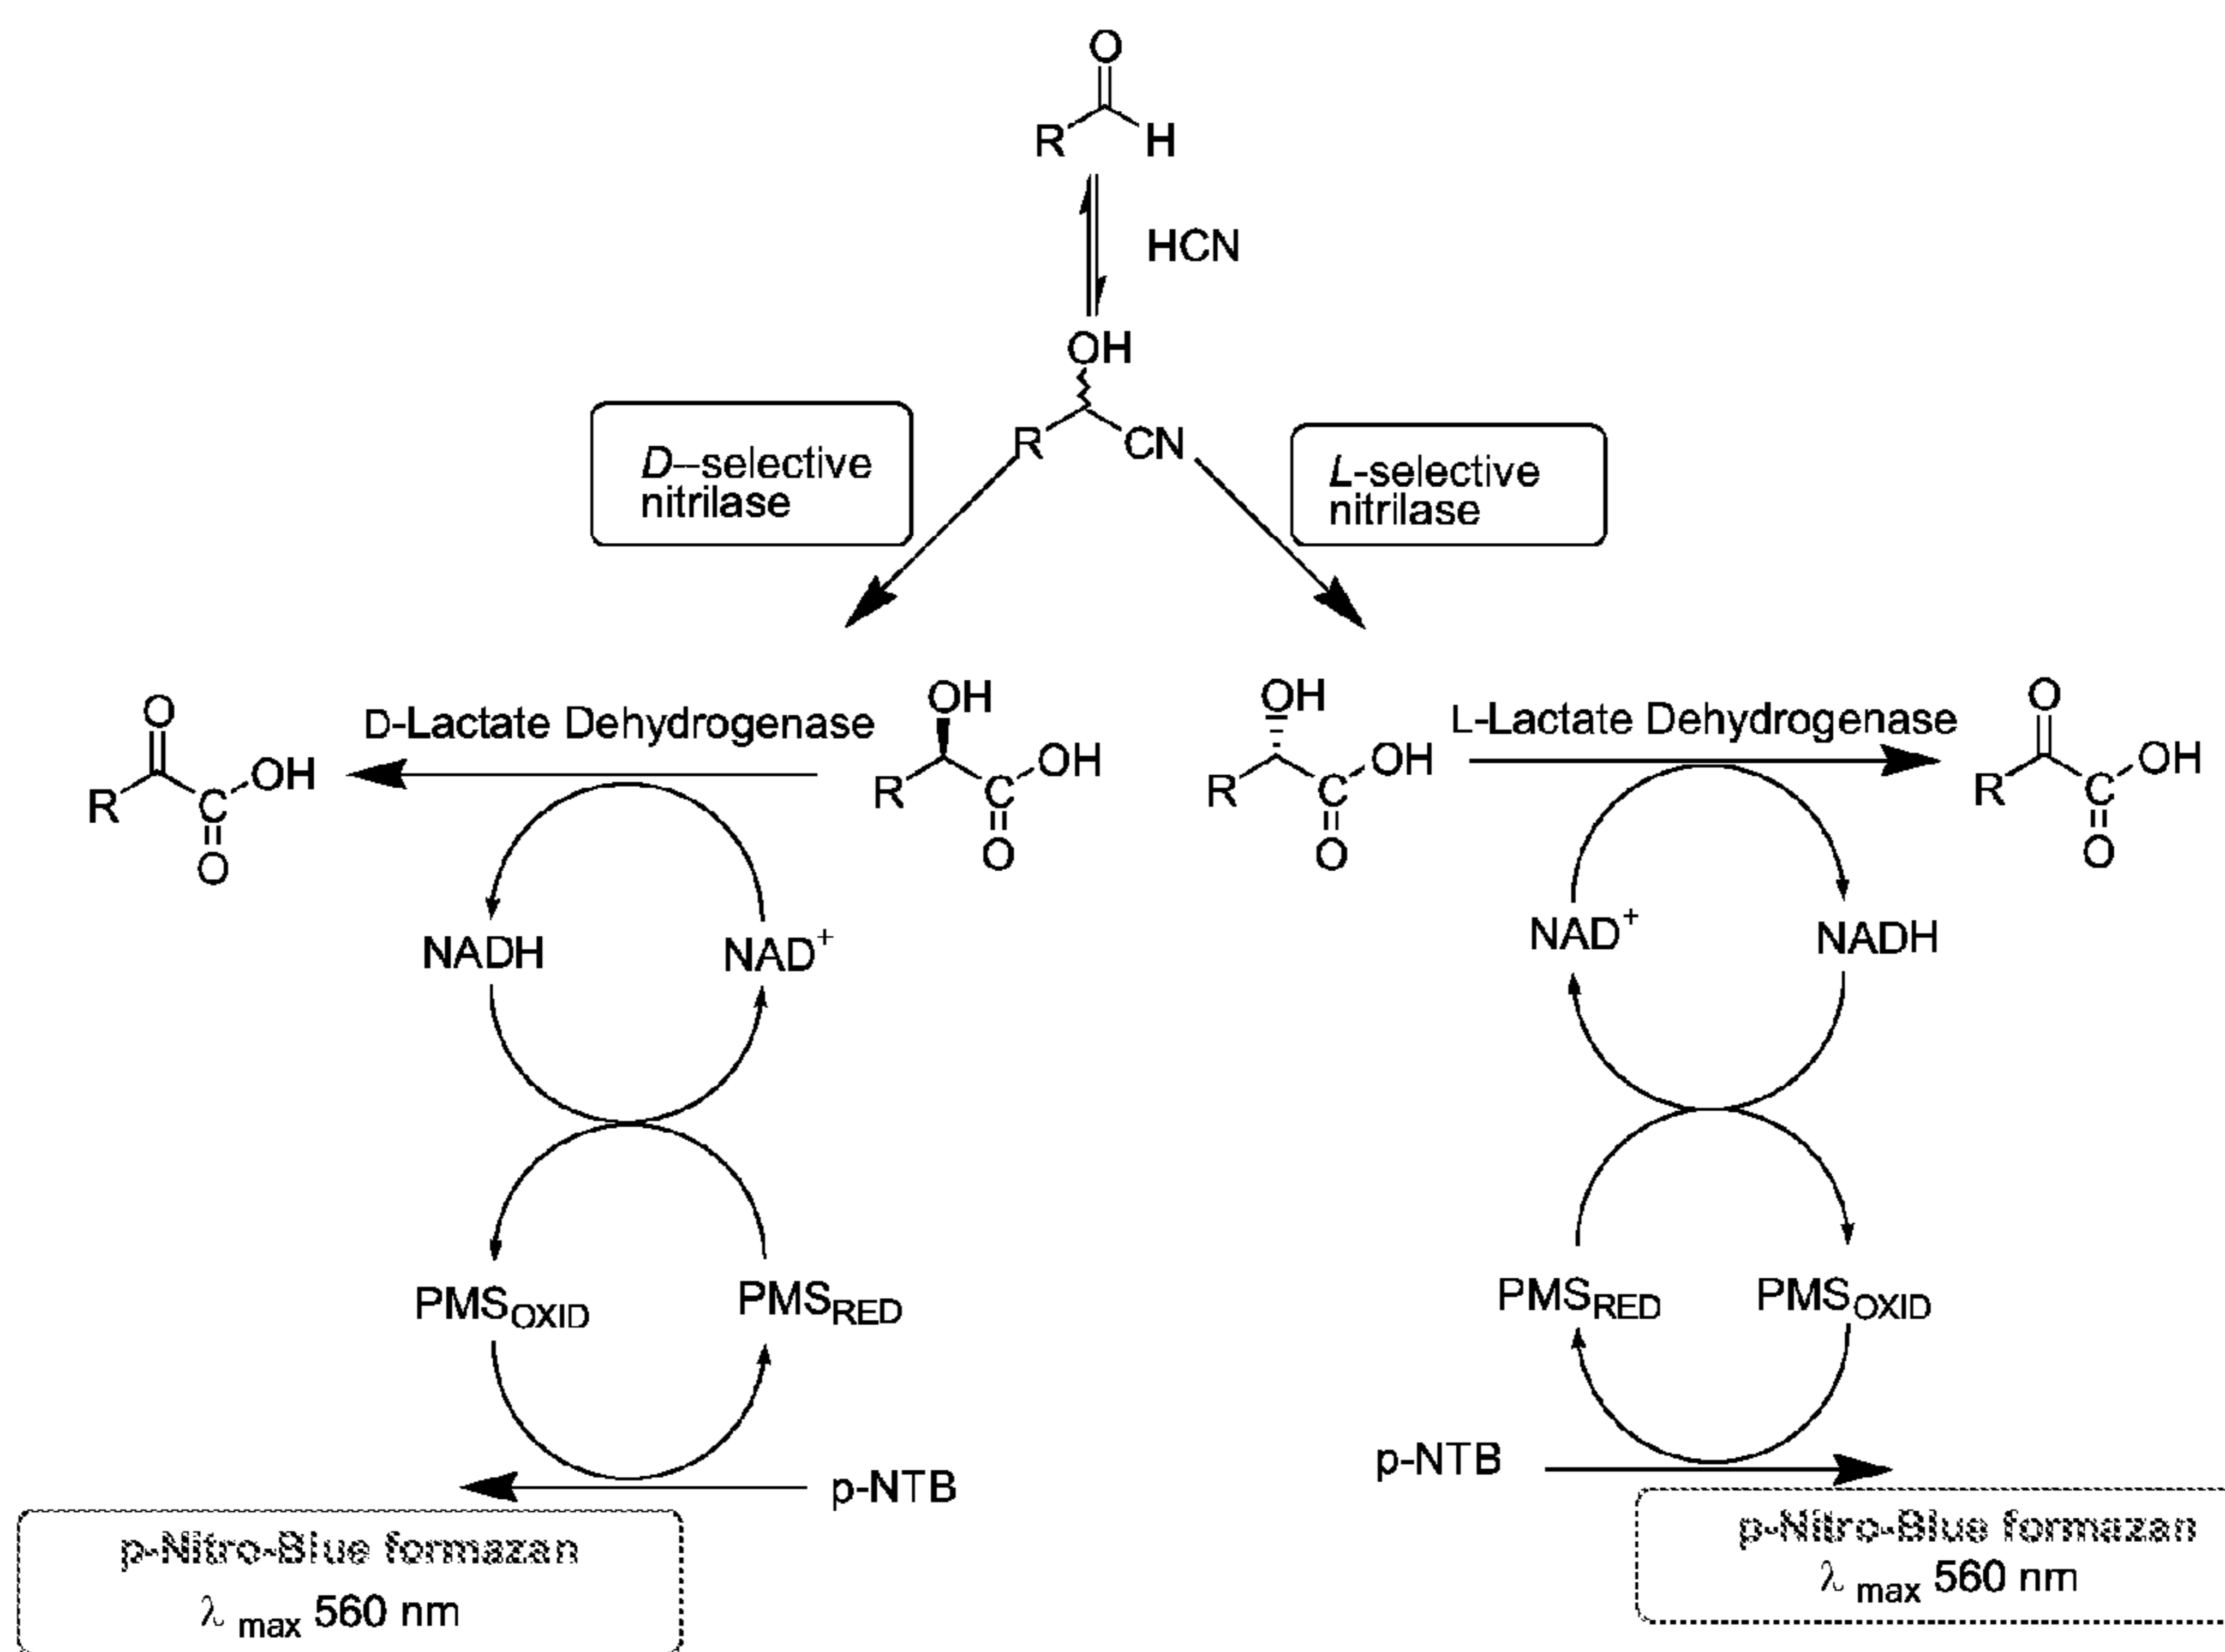 O
R H
HCN
OH
R CN
D–selective
nitrilase
L-selective
nitrilase
O
R C OH
O
D-Lactate Dehydrogenase
OH
R C OH
O
OH
R C OH
O
L-Lactate Dehydrogenase
O
R C OH
O
NADH NAD+
NAD+ NADH
PMSOXID PMSRED
PMSRED PMSOXID
p-NTB
p-NTB
p-Nitro-Blue formazan
λ max 560 nm
p-Nitro-Blue formazan
λ max 560 nm